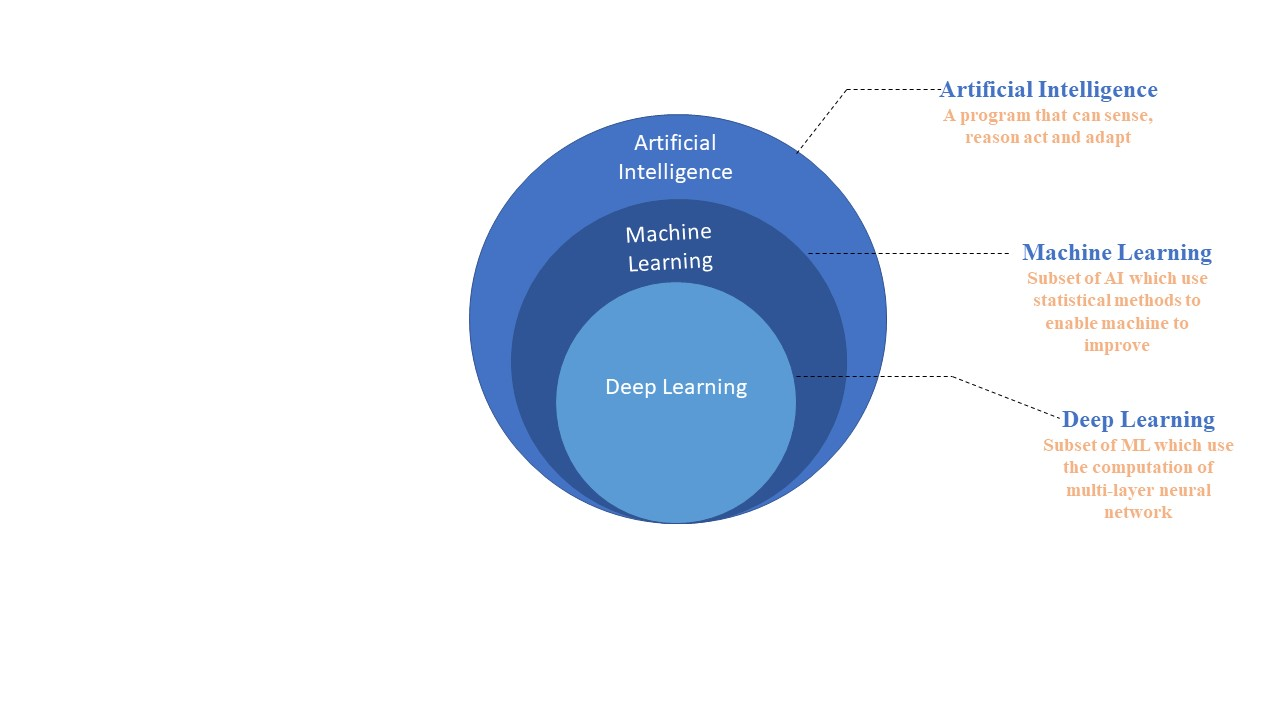 Artificial
Intelligence
Machine
Learning
Deep Learning
Artificial Intelligence
A program that can sense,
reason act and adapt
Machine Learning
Subset of AI which use
statistical methods to
enable machine to
improve
Deep Learning
Subset of ML which use
the computation of
multi-layer neural
network